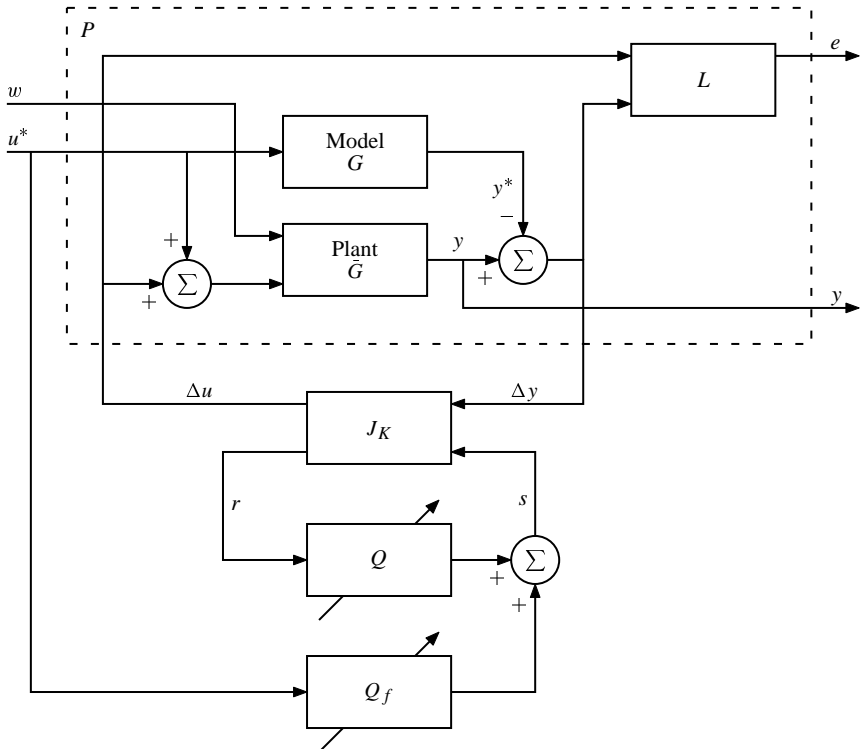 P
e
L
w
u*
Model
G
y*
−
+
Plant
Ḡ
y
Σ
Σ
+
+
y
Δu
Δy
J_K
r
s
Q
Σ
+
+
Q_f